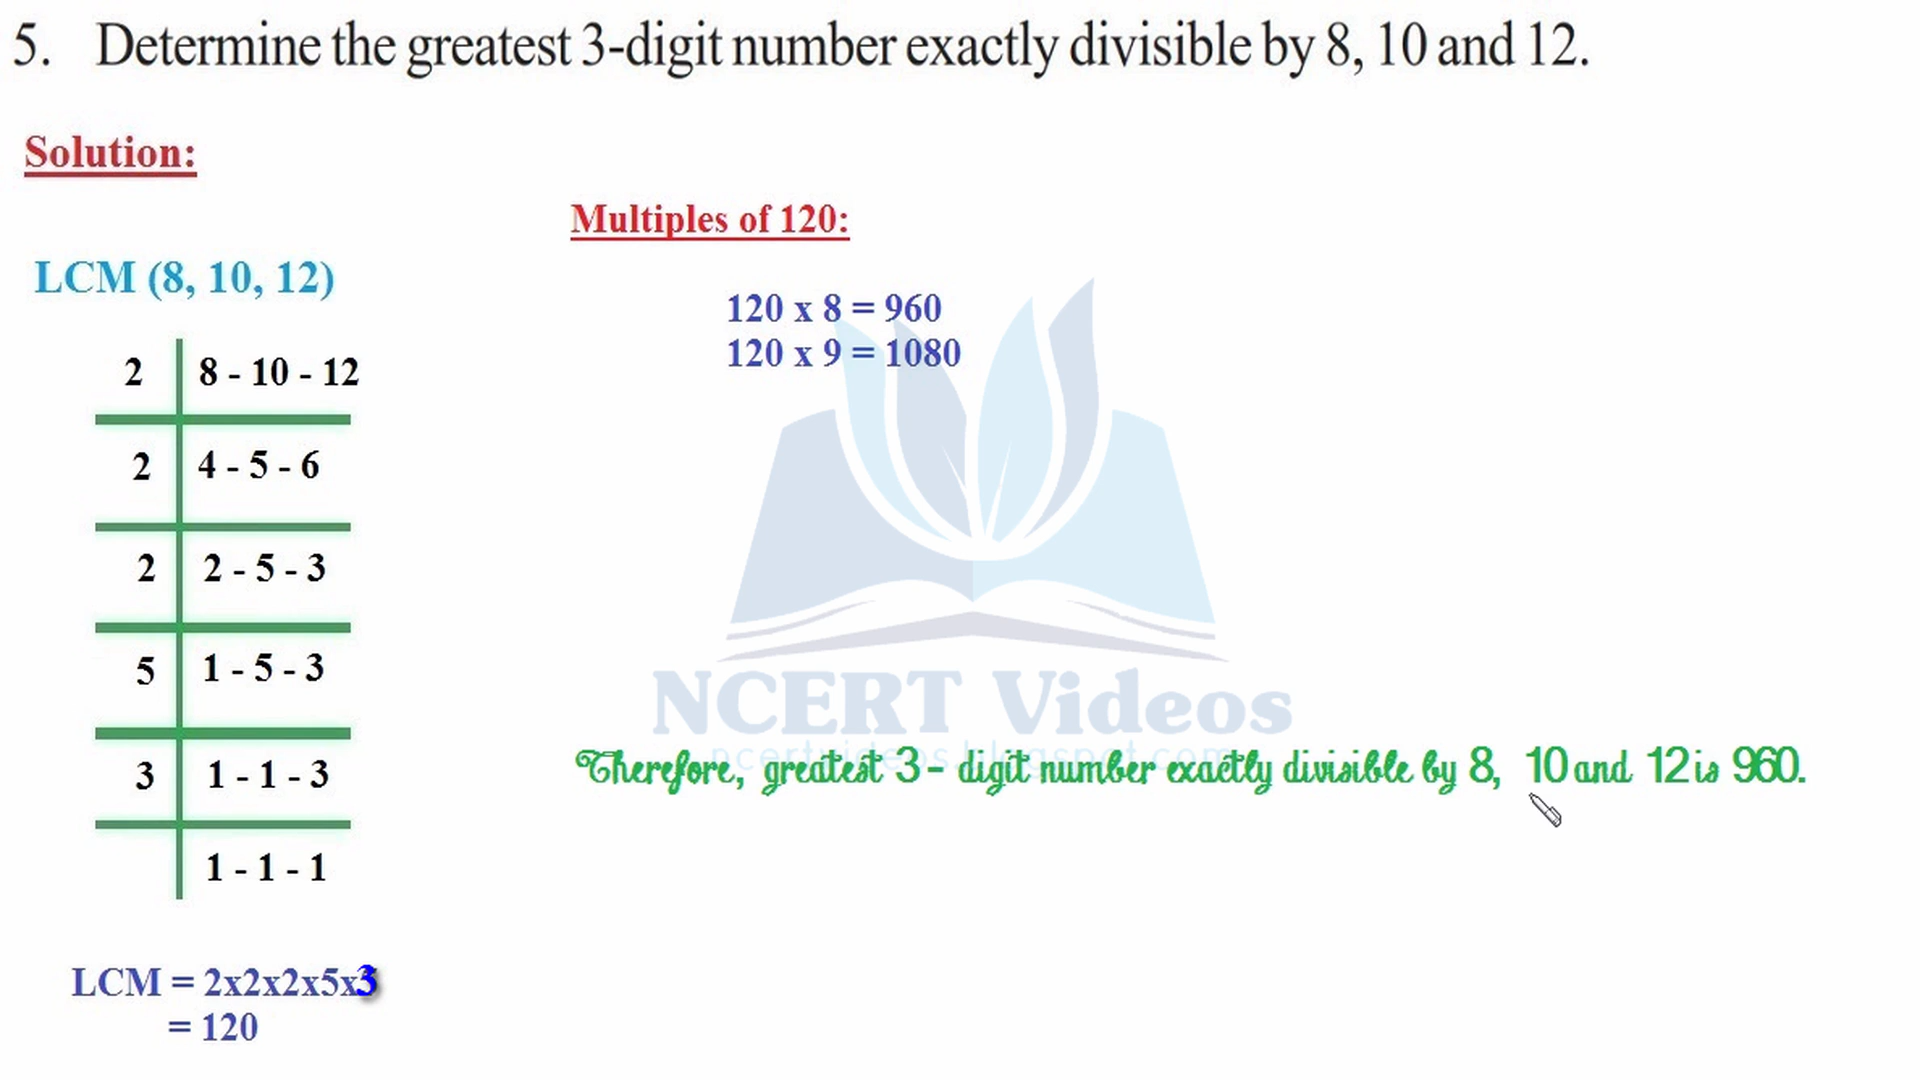 5. Determine the greatest 3-digit number exactly divisible by 8, 10 and 12.
Solution:
LCM (8, 10, 12)
2 8 - 10 - 12
2 4 - 5 - 6
2 2 - 5 - 3
5 1 - 5 - 3
3 1 - 1 - 3
1 - 1 - 1
LCM = 2x2x2x5x3
= 120
Multiples of 120:
120 x 8 = 960
120 x 9 = 1080
NCERT Videos
ncertvideos.blogspot.com
Therefore, greatest 3 - digit number exactly divisible by 8, 10 and 12 is 960.